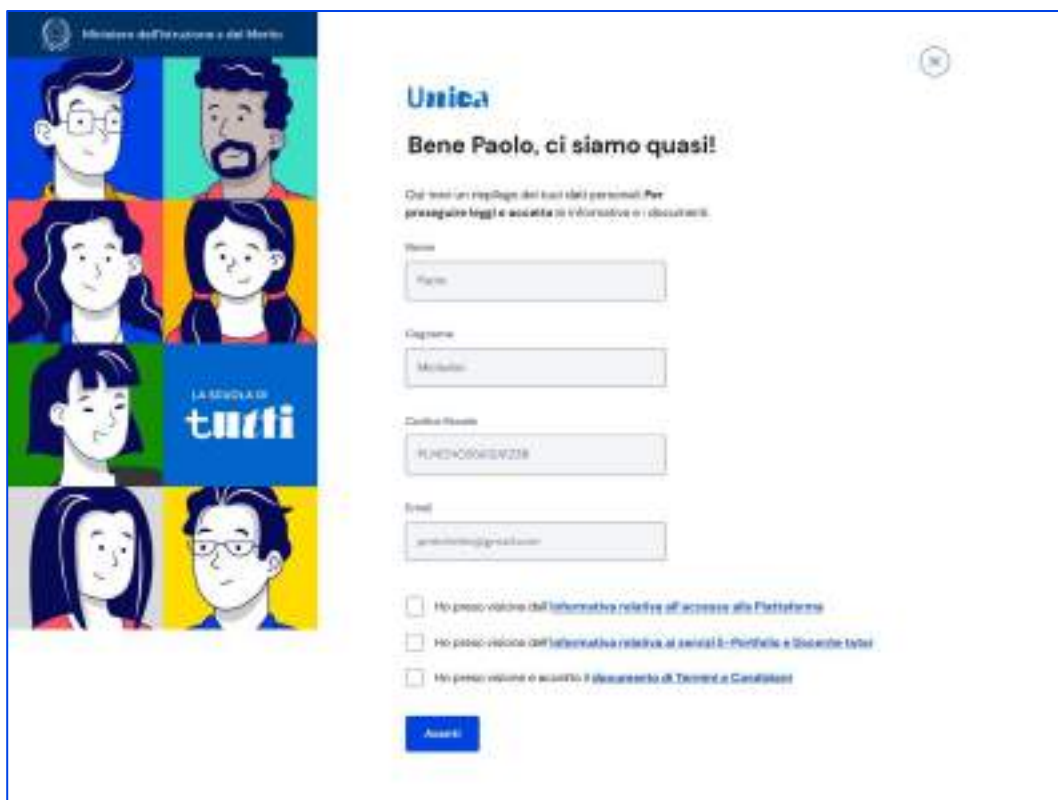 Ministero dell'Istruzione e del Merito
Unica
Bene Paolo, ci siamo quasi!
Qui trovi un riepilogo dei tuoi dati personali. Per
proseguire leggi e accetta le informative e i documenti.
Nome
Paolo
Cognome
Codice fiscale
Email
LA SCUOLA DI
tutti
Ho preso visione dell'informativa relativa all'accesso alla Piattaforma
Ho preso visione dell'informativa relativa ai servizi E-Portfolio e Docente tutor
Ho preso visione e accetto il documento di Termini e Condizioni
Avanti